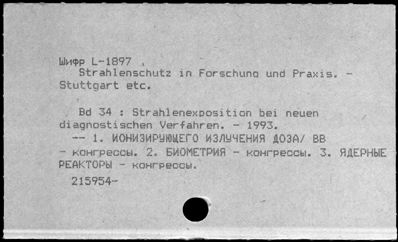 Шифр L-1897 .
Strahlenschutz in Forschung und Praxis. -
Stuttgart etc.
Bd 34 : Strahlenexposition bei neuen
diagnostischen Verfahren. - 1993.
-- 1. ИОНИЗИРУЮЩЕГО ИЗЛУЧЕНИЯ ДОЗА/ ВВ
- конгрессы. 2. БИОМЕТРИЯ - конгрессы. 3. ЯДЕРНЫЕ
РЕАКТОРЫ - конгрессы.
215954-